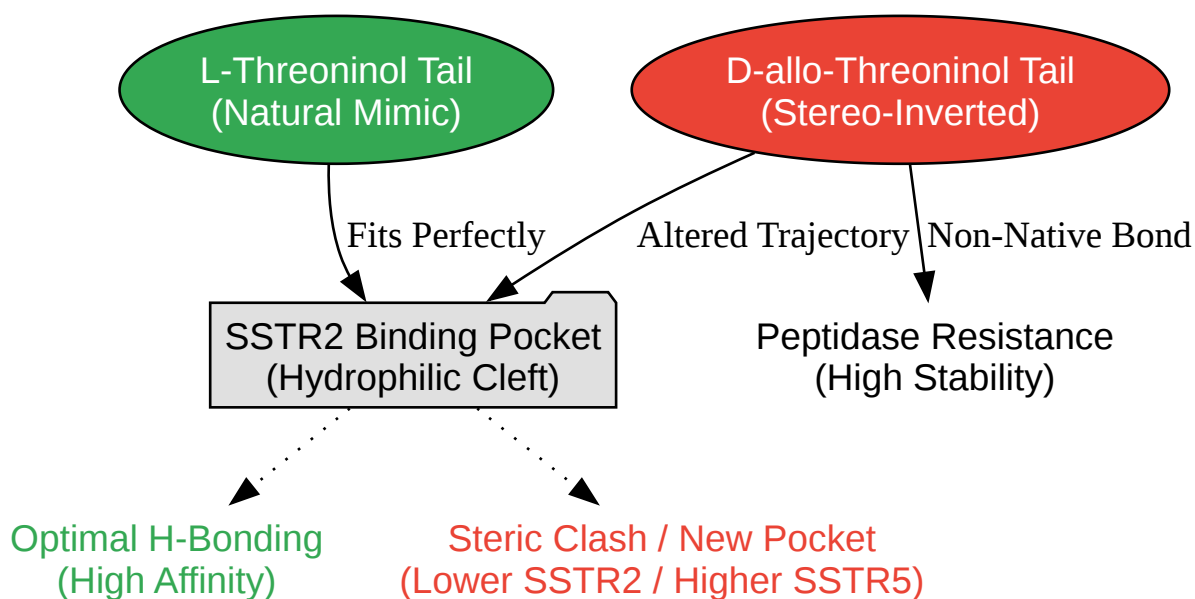 L-Threoninol Tail
(Natural Mimic)
D-allo-Threoninol Tail
(Stereo-Inverted)
Fits Perfectly
Altered Trajectory
Non-Native Bond
SSTR2 Binding Pocket
(Hydrophilic Cleft)
Peptidase Resistance
(High Stability)
Optimal H-Bonding
(High Affinity)
Steric Clash / New Pocket
(Lower SSTR2 / Higher SSTR5)